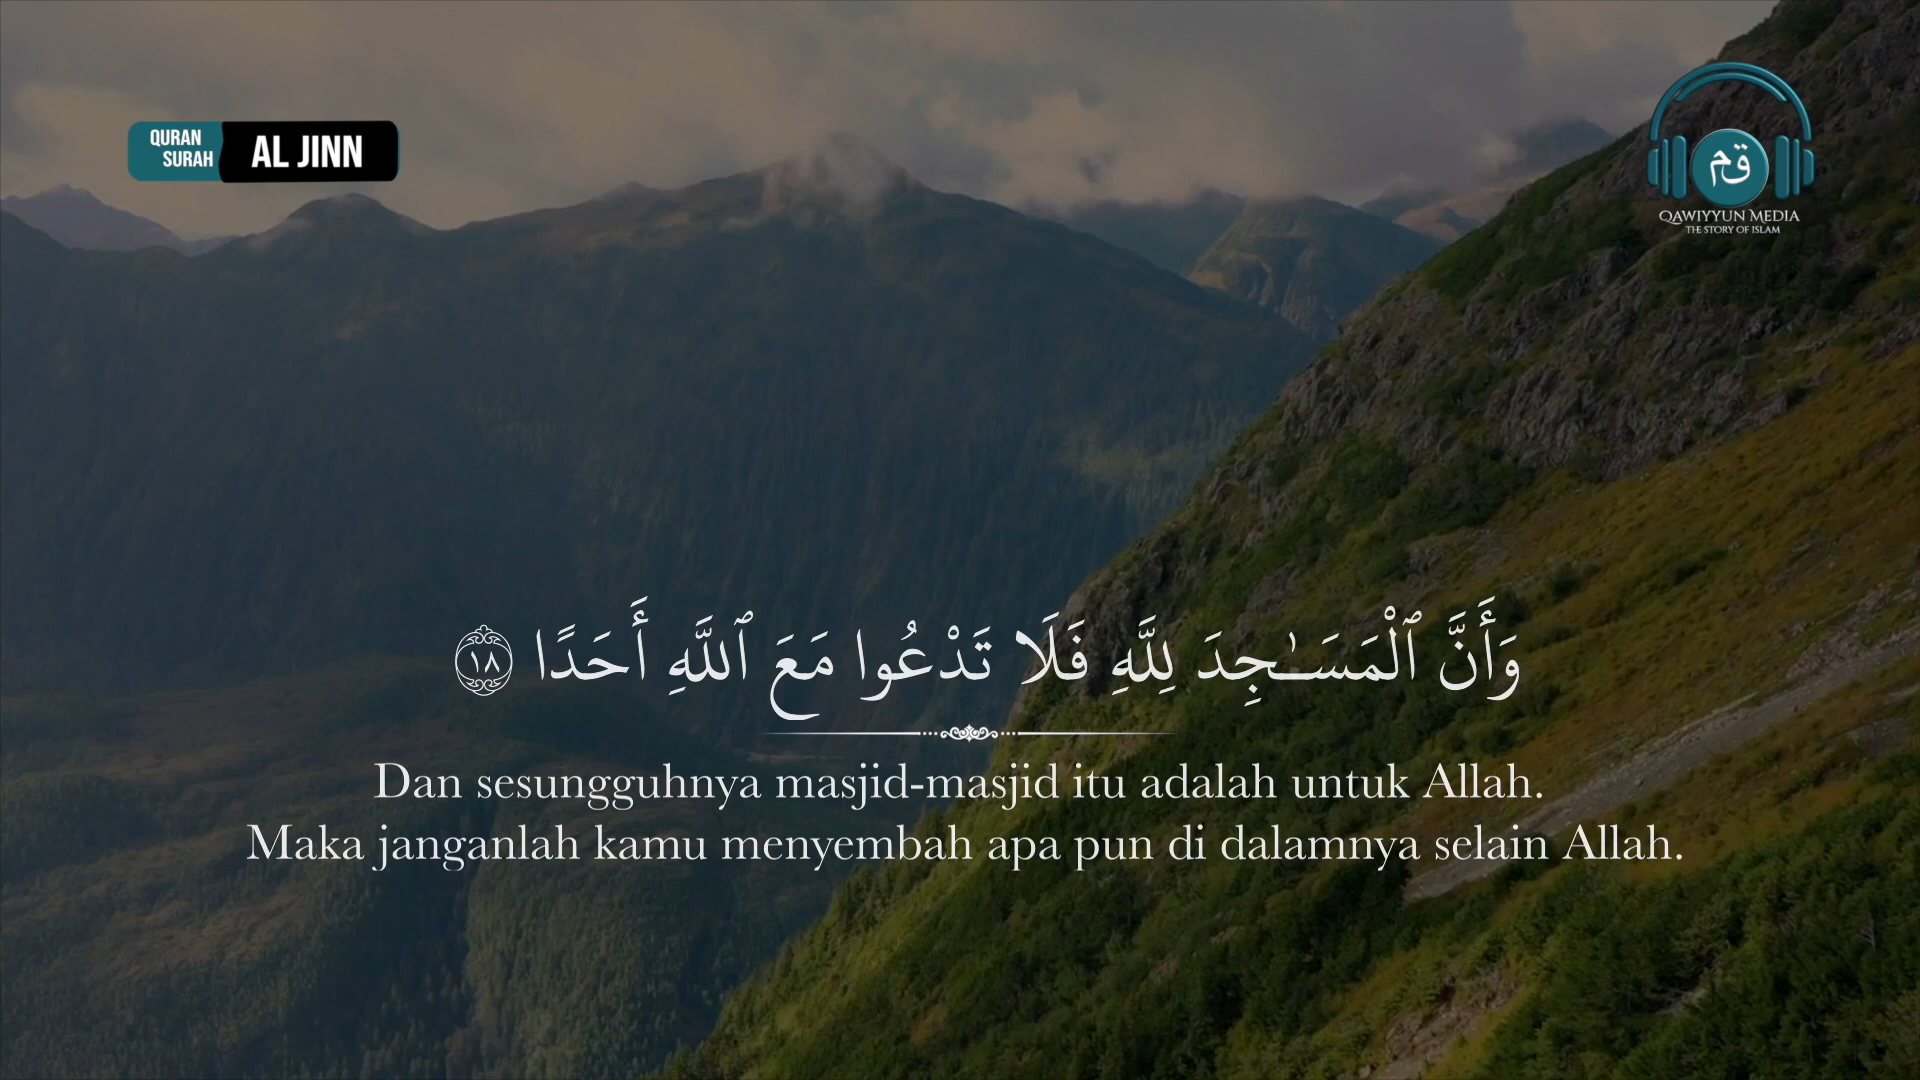 QURAN
SURAH
AL JINN
قم
QAWIYYUN MEDIA
THE STORY OF ISLAM
وَأَنَّ ٱلْمَسَـٰجِدَ لِلَّهِ فَلَا تَدْعُوا مَعَ ٱللَّهِ أَحَدًا ١٨
Dan sesungguhnya masjid-masjid itu adalah untuk Allah.
Maka janganlah kamu menyembah apa pun di dalamnya selain Allah.